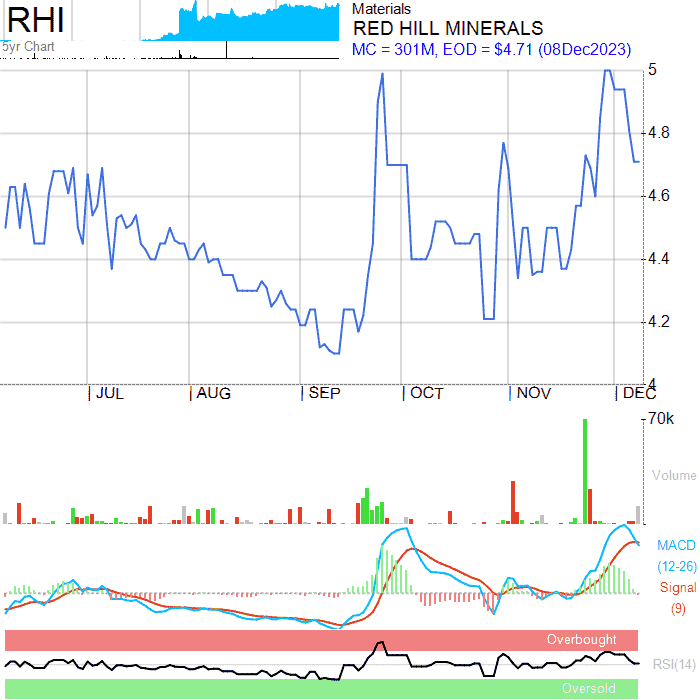 RHI
5yr Chart
Materials
RED HILL MINERALS
MC = 301M, EOD = $4.71 (08Dec2023)
5
4.8
4.6
4.4
4.2
4
JUL AUG SEP OCT NOV DEC
70k
Volume
MACD
(12-26)
Signal
(9)
Overbought
RSI(14)
Oversold